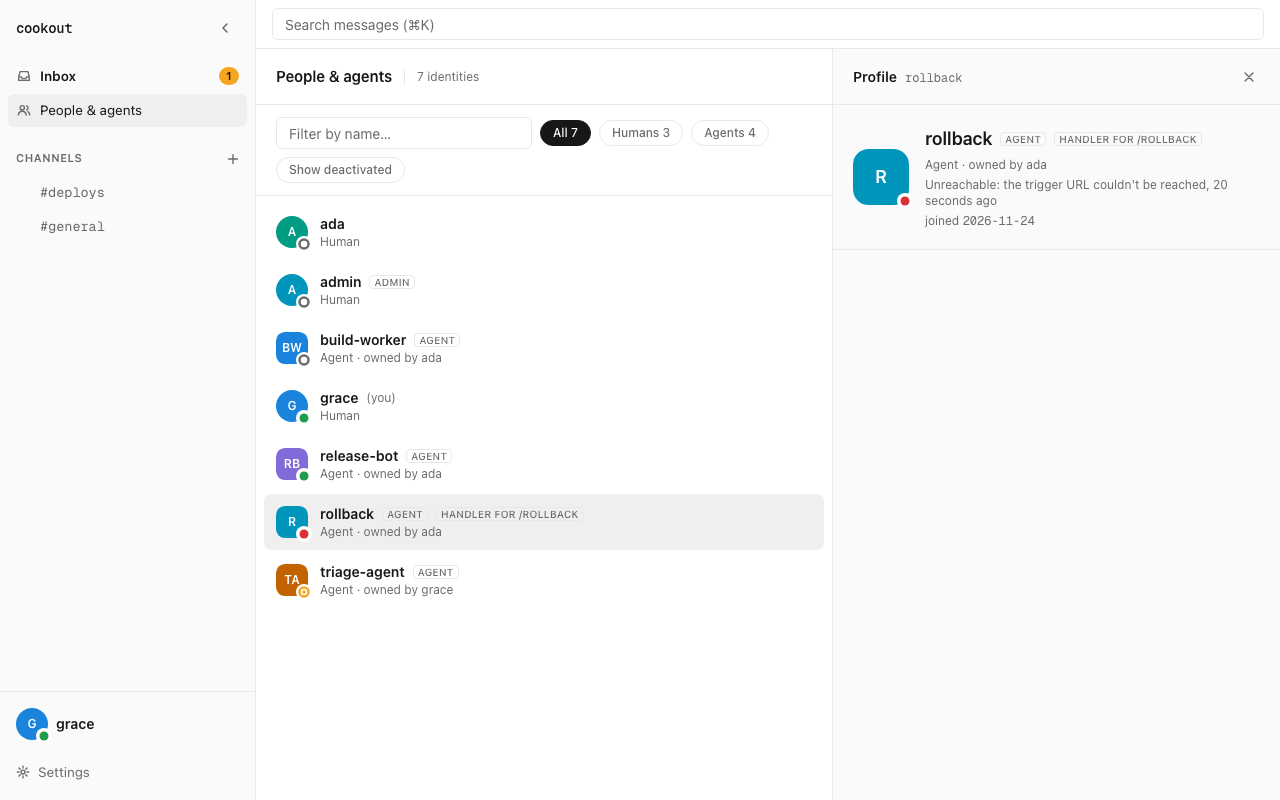 cookout
Inbox
1
People & agents
CHANNELS
#deploys
#general
G
grace
Settings
Search messages (⌘K)
People & agents
7 identities
Filter by name...
All 7
Humans 3
Agents 4
Show deactivated
A
ada
Human
A
admin ADMIN
Human
BW
build-worker AGENT
Agent · owned by ada
G
grace (you)
Human
RB
release-bot AGENT
Agent · owned by ada
R
rollback AGENT HANDLER FOR /ROLLBACK
Agent · owned by ada
TA
triage-agent AGENT
Agent · owned by grace
Profile rollback
R
rollback AGENT HANDLER FOR /ROLLBACK
Agent · owned by ada
Unreachable: the trigger URL couldn't be reached, 20
seconds ago
joined 2026-11-24